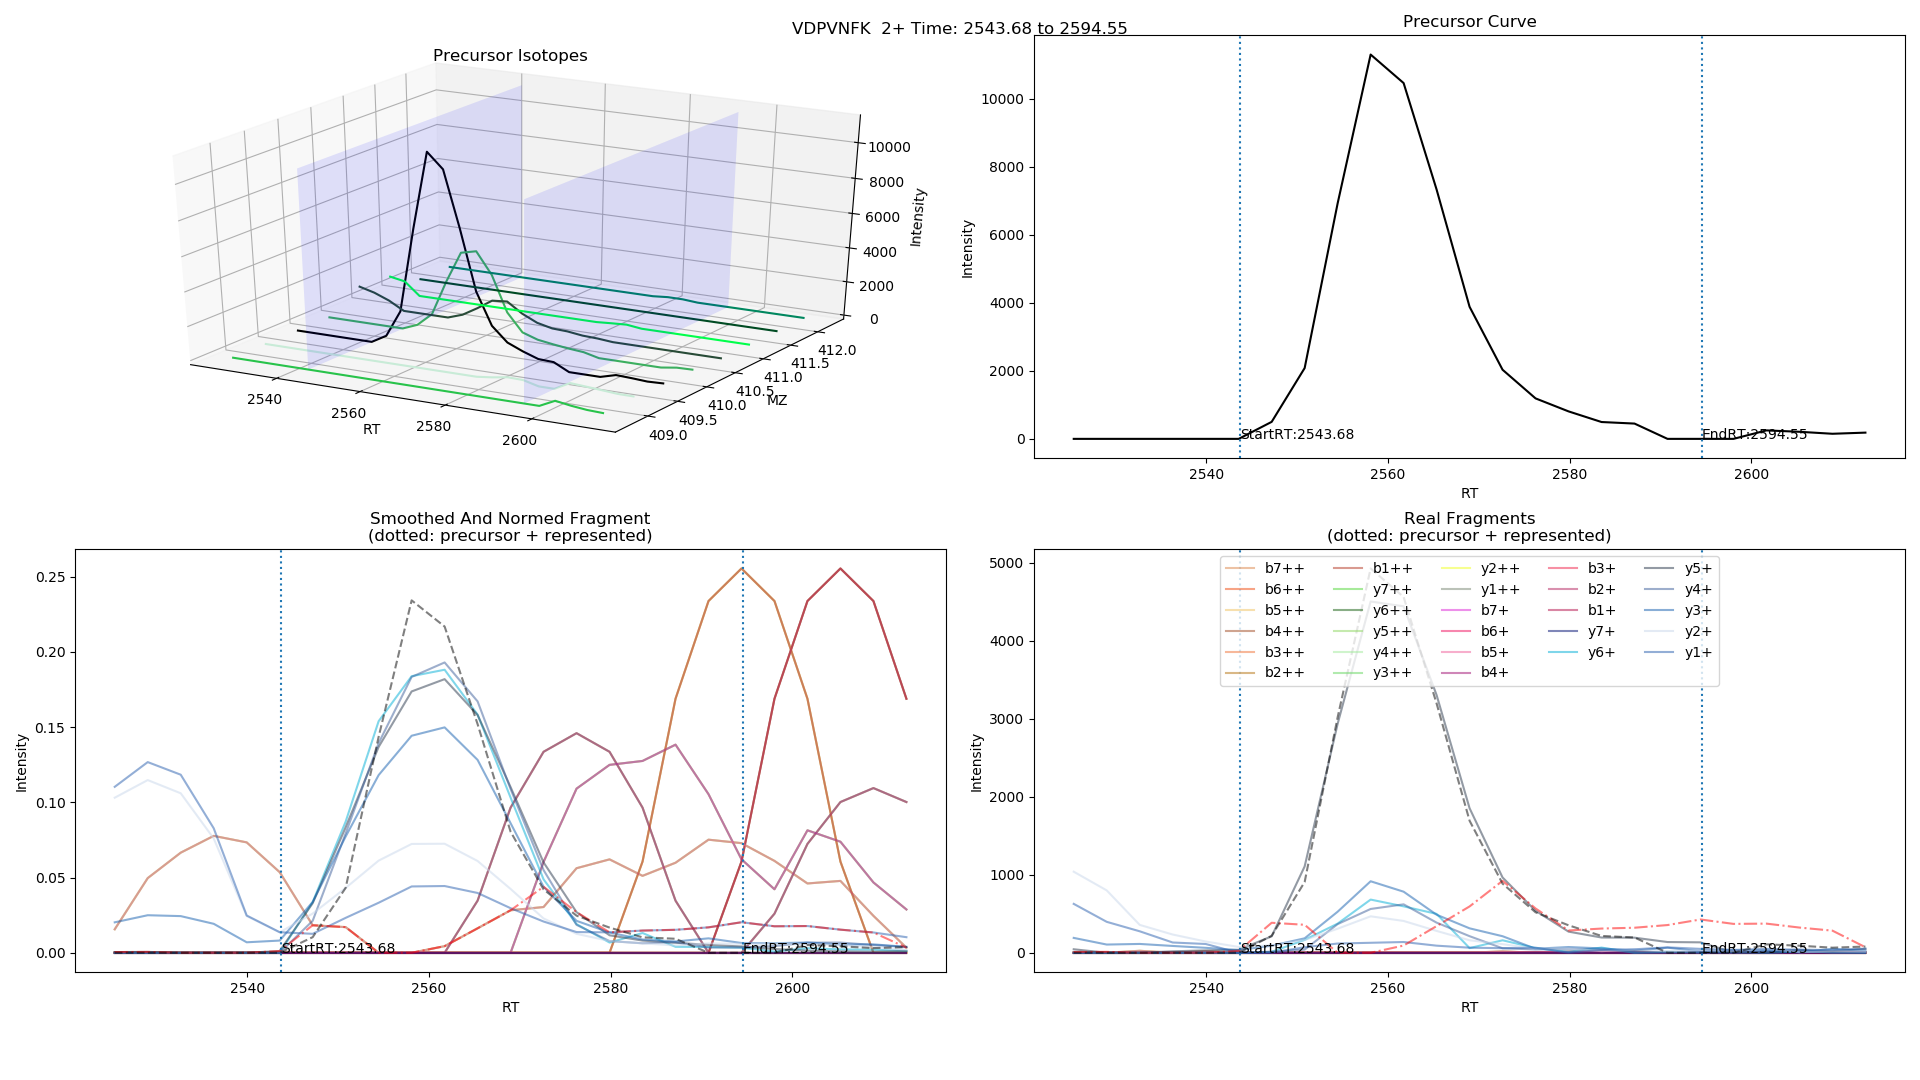 VDPVNFK  2+ Time: 2543.68 to 2594.55
Precursor Isotopes
10000
8000
6000
4000
2000
0
Intensity
2540
2560
2580
2600
RT
409.0
409.5
410.0
410.5
411.0
411.5
412.0
MZ
Precursor Curve
10000
8000
6000
4000
2000
0
Intensity
StartRT:2543.68
EndRT:2594.55
2540
2560
2580
2600
RT
Smoothed And Normed Fragment
(dotted: precursor + represented)
0.25
0.20
0.15
0.10
0.05
0.00
Intensity
StartRT:2543.68
EndRT:2594.55
2540
2560
2580
2600
RT
Real Fragments
(dotted: precursor + represented)
5000
4000
3000
2000
1000
0
Intensity
b7++
b6++
b5++
b4++
b3++
b2++
b1++
y7++
y6++
y5++
y4++
y3++
y2++
y1++
b7+
b6+
b5+
b4+
b3+
b2+
b1+
y7+
y6+
y5+
y4+
y3+
y2+
y1+
StartRT:2543.68
EndRT:2594.55
2540
2560
2580
2600
RT